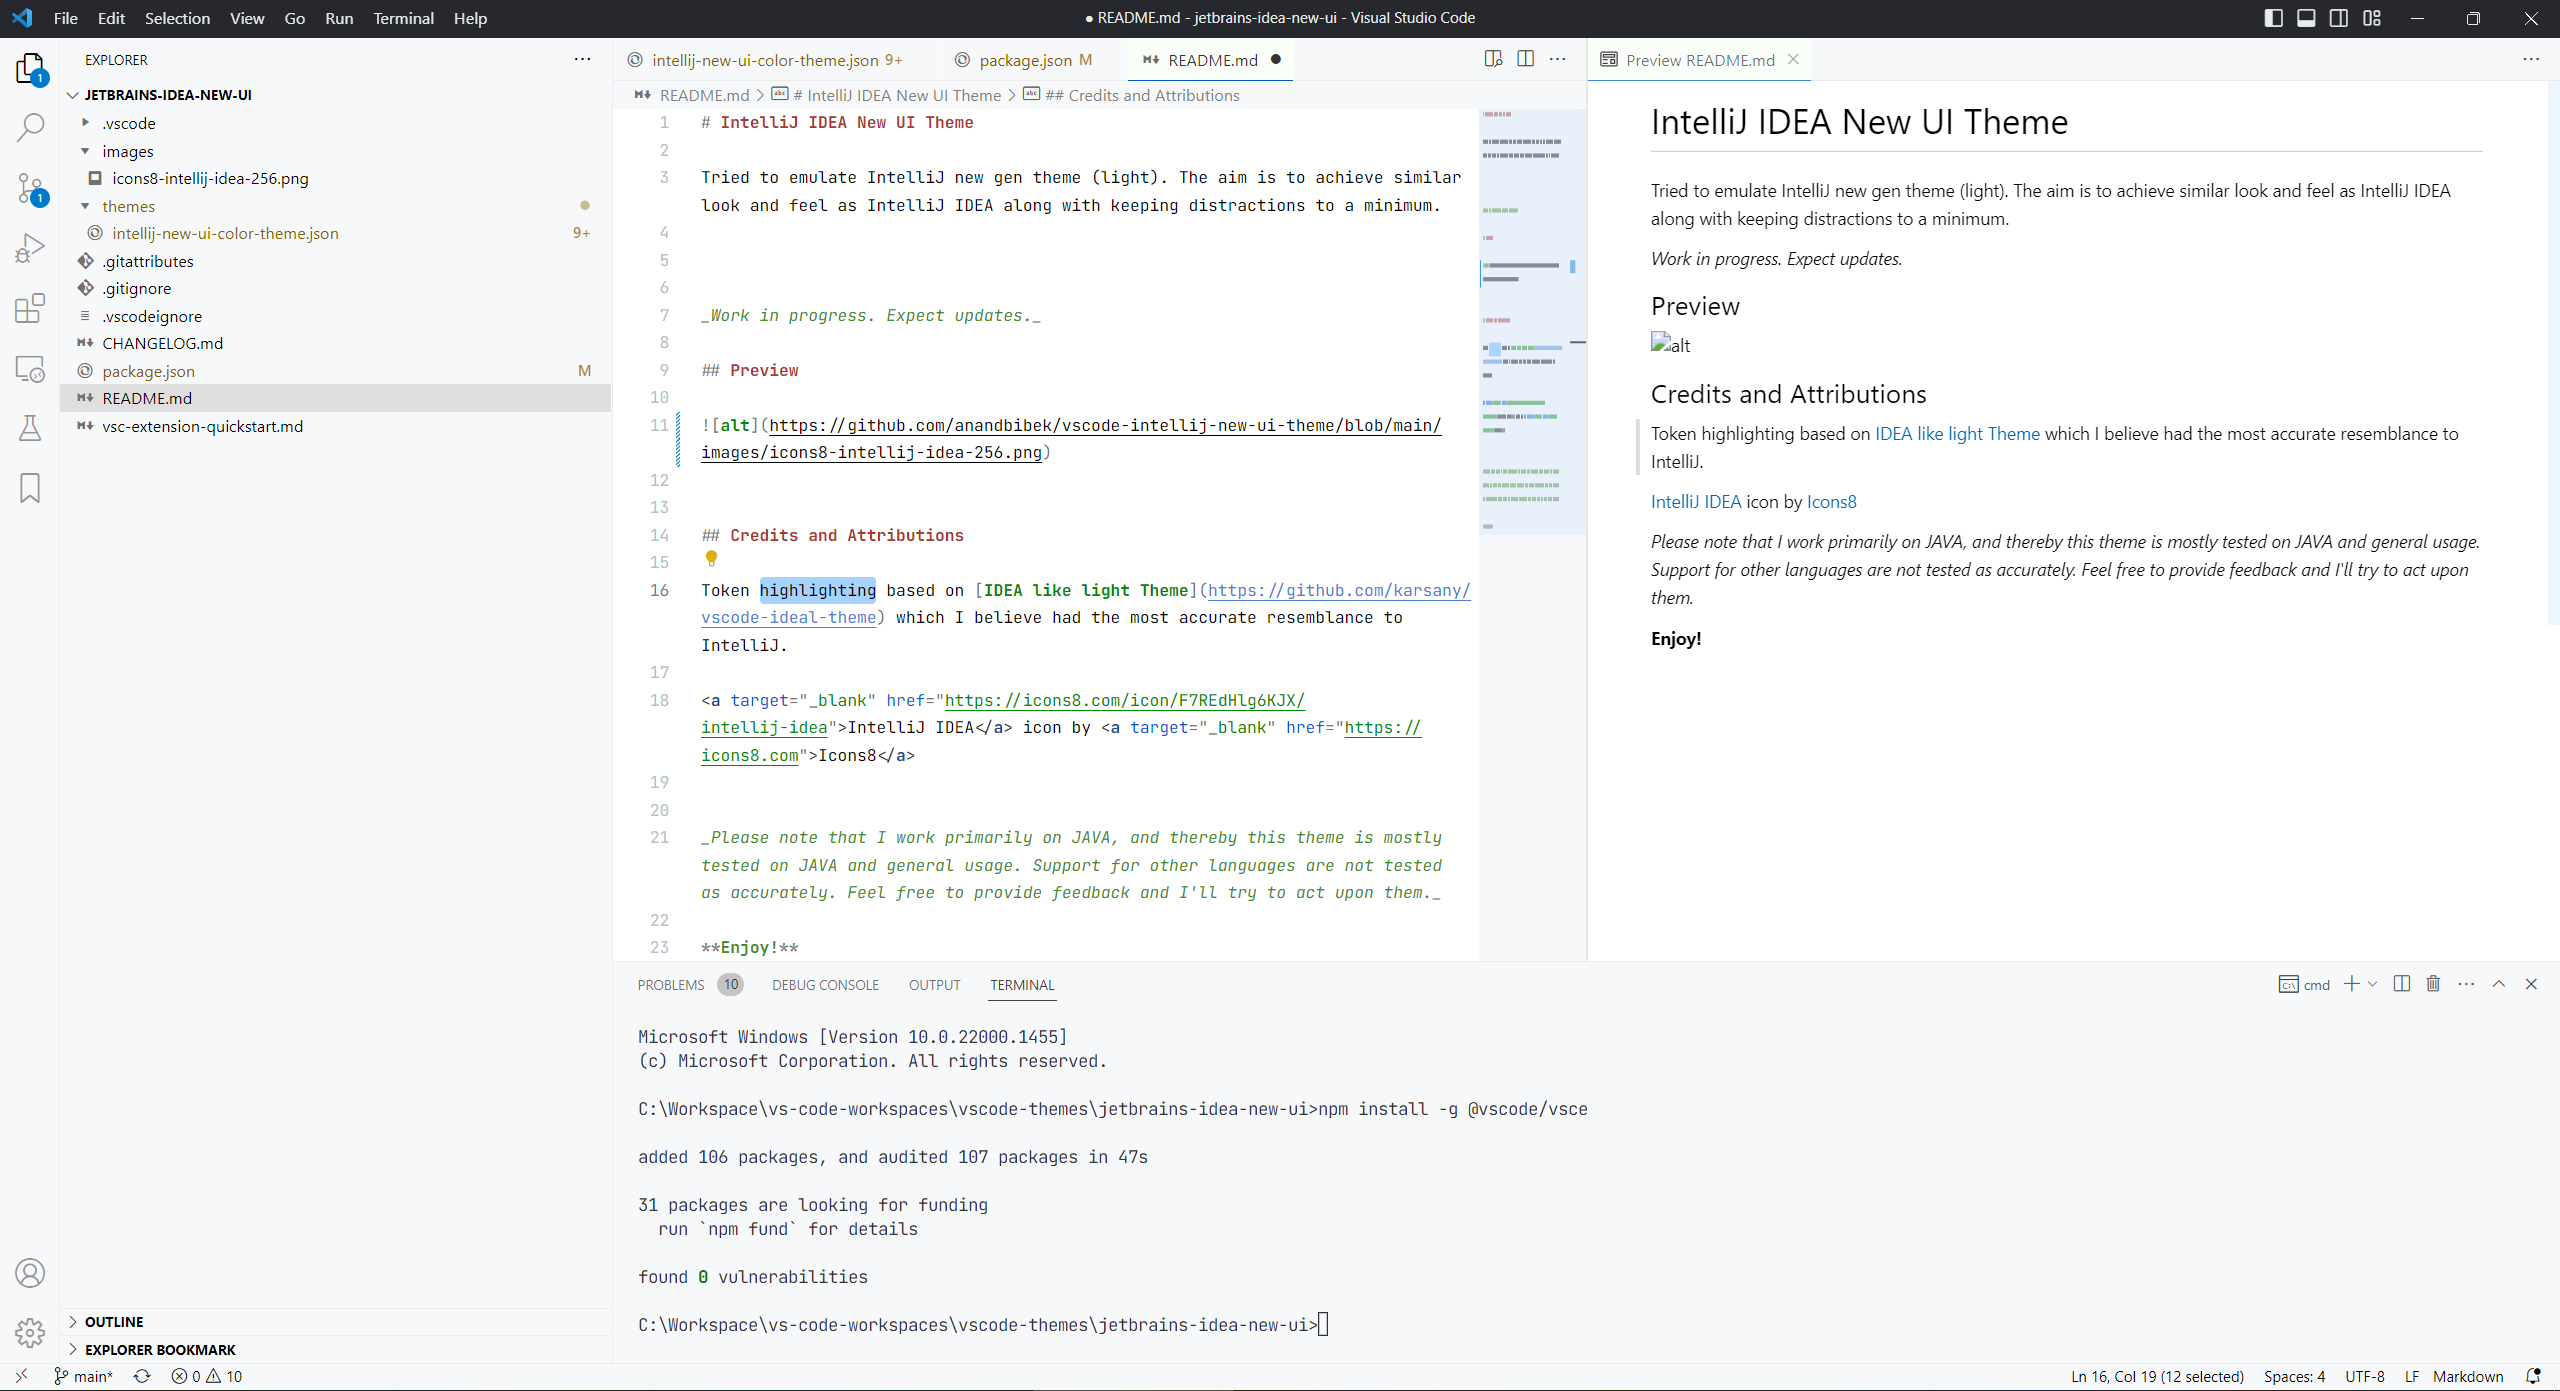 File Edit Selection View Go Run Terminal Help
● README.md - jetbrains-idea-new-ui - Visual Studio Code
EXPLORER
JETBRAINS-IDEA-NEW-UI
.vscode
images
icons8-intellij-idea-256.png
themes
intellij-new-ui-color-theme.json 9+
.gitattributes
.gitignore
.vscodeignore
CHANGELOG.md
package.json M
README.md
vsc-extension-quickstart.md
OUTLINE
EXPLORER BOOKMARK
1
1
intellij-new-ui-color-theme.json 9+ package.json M README.md
README.md > # IntelliJ IDEA New UI Theme > ## Credits and Attributions
1 # IntelliJ IDEA New UI Theme
2
3 Tried to emulate IntelliJ new gen theme (light). The aim is to achieve similar
look and feel as IntelliJ IDEA along with keeping distractions to a minimum.
4
5
6
7 _Work in progress. Expect updates._
8
9 ## Preview
10
11 ![alt](https://github.com/anandbibek/vscode-intellij-new-ui-theme/blob/main/
images/icons8-intellij-idea-256.png)
12
13
14 ## Credits and Attributions
15
16 Token highlighting based on [IDEA like light Theme](https://github.com/karsany/
vscode-ideal-theme) which I believe had the most accurate resemblance to
IntelliJ.
17
18 <a target="_blank" href="https://icons8.com/icon/F7REdHlg6KJX/
intellij-idea">IntelliJ IDEA</a> icon by <a target="_blank" href="https://
icons8.com">Icons8</a>
19
20
21 _Please note that I work primarily on JAVA, and thereby this theme is mostly
tested on JAVA and general usage. Support for other languages are not tested
as accurately. Feel free to provide feedback and I'll try to act upon them._
22
23 **Enjoy!**
Preview README.md
IntelliJ IDEA New UI Theme
Tried to emulate IntelliJ new gen theme (light). The aim is to achieve similar look and feel as IntelliJ IDEA
along with keeping distractions to a minimum.
Work in progress. Expect updates.
Preview
alt
Credits and Attributions
Token highlighting based on IDEA like light Theme which I believe had the most accurate resemblance to
IntelliJ.
IntelliJ IDEA icon by Icons8
Please note that I work primarily on JAVA, and thereby this theme is mostly tested on JAVA and general usage.
Support for other languages are not tested as accurately. Feel free to provide feedback and I'll try to act upon
them.
Enjoy!
PROBLEMS 10 DEBUG CONSOLE OUTPUT TERMINAL
cmd
Microsoft Windows [Version 10.0.22000.1455]
(c) Microsoft Corporation. All rights reserved.
C:\Workspace\vs-code-workspaces\vscode-themes\jetbrains-idea-new-ui>npm install -g @vscode/vsce
added 106 packages, and audited 107 packages in 47s
31 packages are looking for funding
run `npm fund` for details
found 0 vulnerabilities
C:\Workspace\vs-code-workspaces\vscode-themes\jetbrains-idea-new-ui>
main* 0 10
Ln 16, Col 19 (12 selected) Spaces: 4 UTF-8 LF Markdown